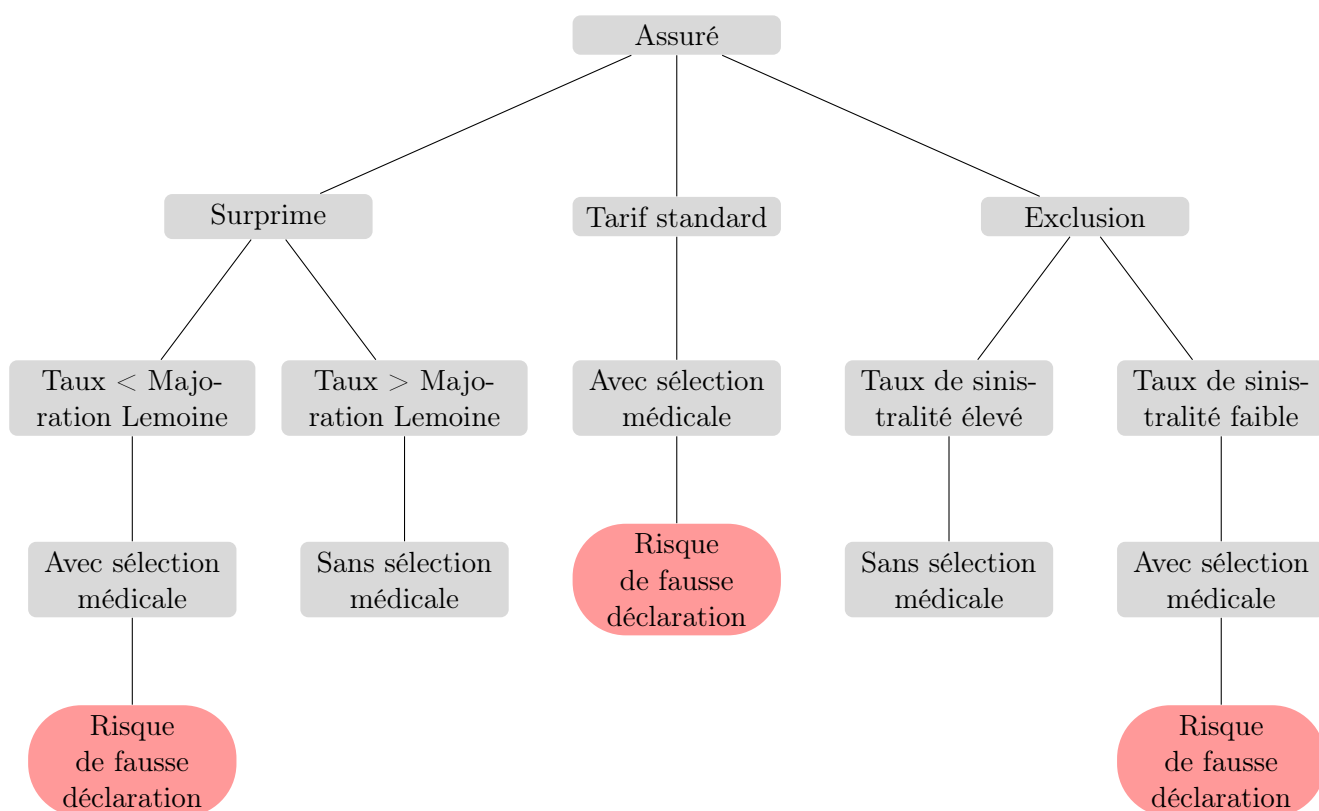 Assuré
Surprime
Tarif standard
Exclusion
Taux < Majo-
ration Lemoine
Taux > Majo-
ration Lemoine
Avec sélection
médicale
Taux de sinis-
tralité élevé
Taux de sinis-
tralité faible
Avec sélection
médicale
Sans sélection
médicale
Risque
de fausse
déclaration
Sans sélection
médicale
Avec sélection
médicale
Risque
de fausse
déclaration
Risque
de fausse
déclaration